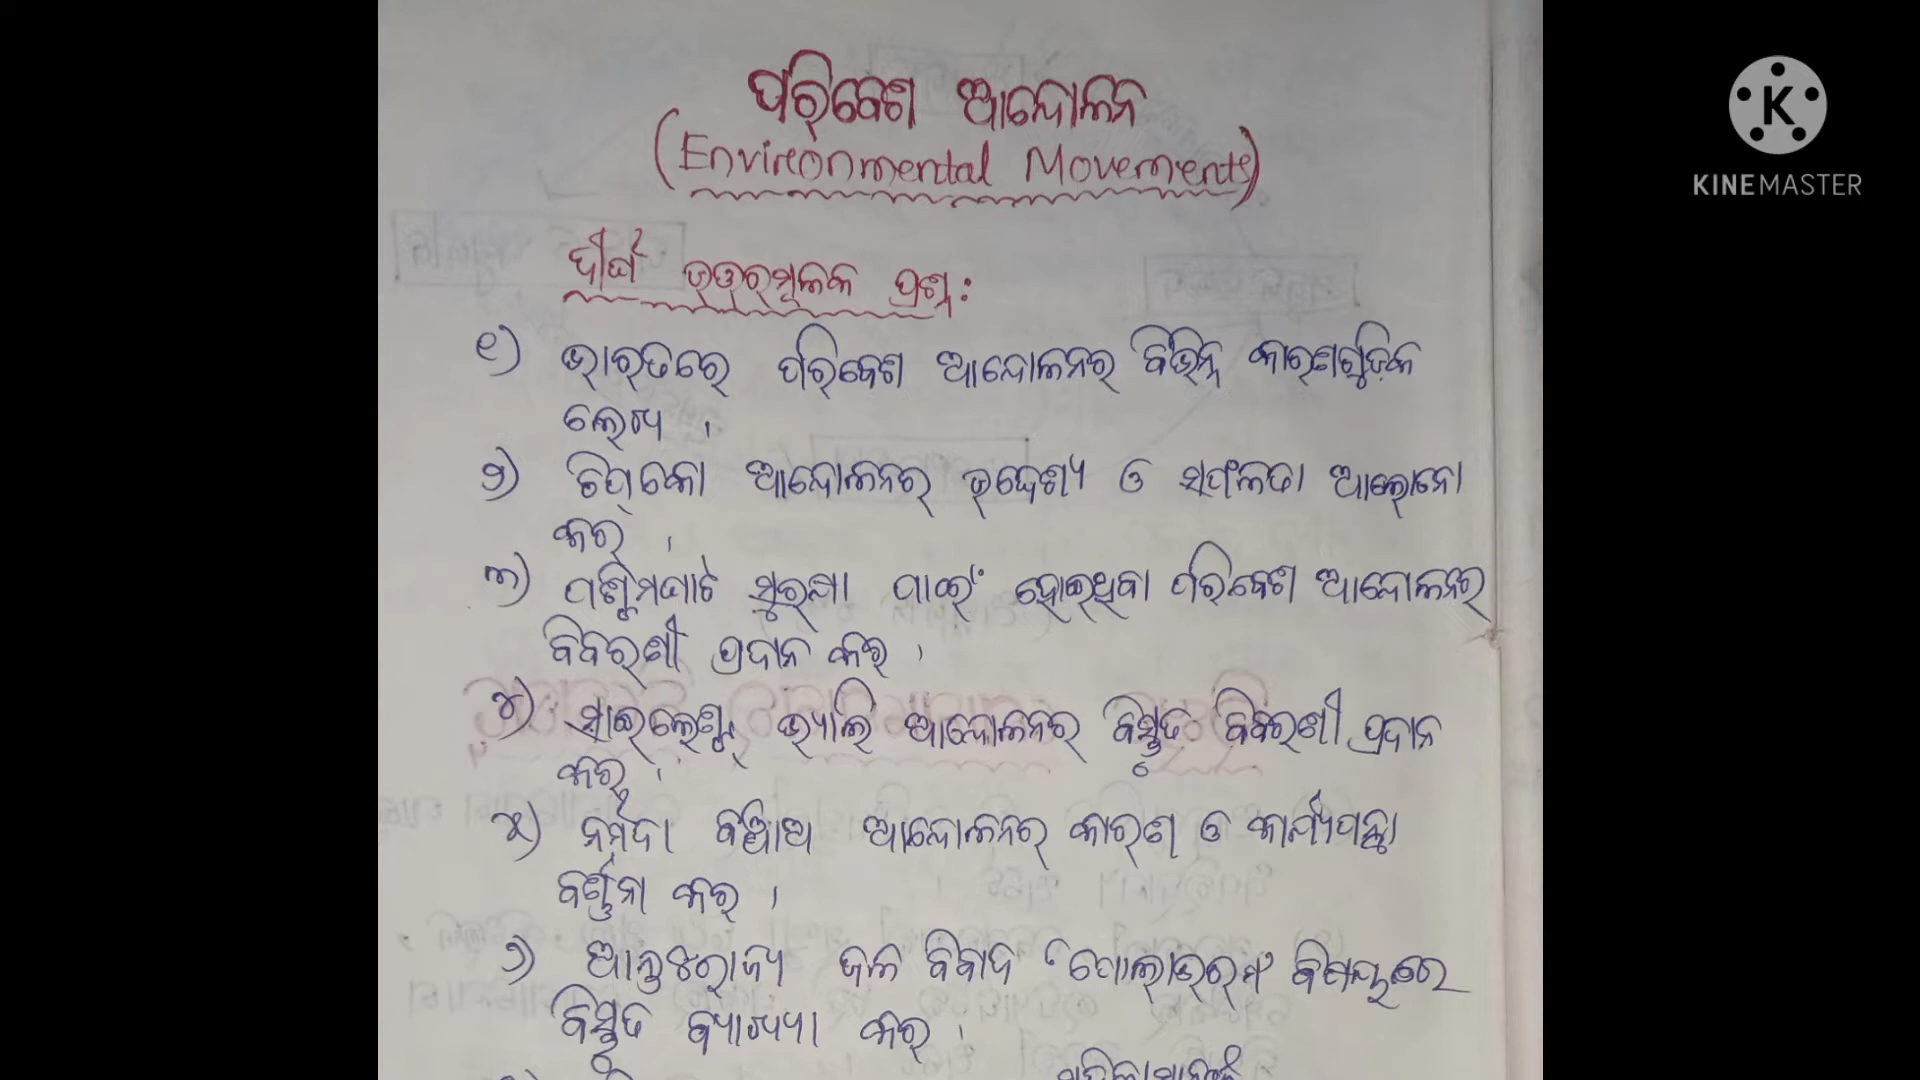 ପରିବେଶ ଆନ୍ଦୋଳନ
(Environmental Movements)
KINEMASTER
ଦୀର୍ଘ ଉତ୍ତରମୂଳକ ପ୍ରଶ୍ନ:
୧) ଭାରତରେ ପରିବେଶ ଆନ୍ଦୋଳନର ବିଭିନ୍ନ କାରଣଗୁଡ଼ିକ
ଲେଖ ।
୨) ଚିପ୍‌କୋ ଆନ୍ଦୋଳନର ଉଦ୍ଦେଶ୍ୟ ଓ ସଫଳତା ଆଲୋଚନା
କର ।
୩) ପଶ୍ଚିମଘାଟ ସୁରକ୍ଷା ପାଇଁ ହୋଇଥିବା ପରିବେଶ ଆନ୍ଦୋଳନର
ବିବରଣୀ ପ୍ରଦାନ କର ।
୪) ସାଇଲେଣ୍ଟ ଭ୍ୟାଲି ଆନ୍ଦୋଳନର ବିସ୍ତୃତ ବିବରଣୀ ପ୍ରଦାନ
କର ।
୫) ନର୍ମଦା ବଞ୍ଚାଅ ଆନ୍ଦୋଳନର କାରଣ ଓ କାର୍ଯ୍ୟପନ୍ଥା
ବର୍ଣ୍ଣନା କର ।
୬) ଆନ୍ତଃରାଜ୍ୟ ଜଳ ବିବାଦ 'ପୋଲାଭରମ ବିଷୟରେ
ବିସ୍ତୃତ ବ୍ୟାଖ୍ୟା କର ।